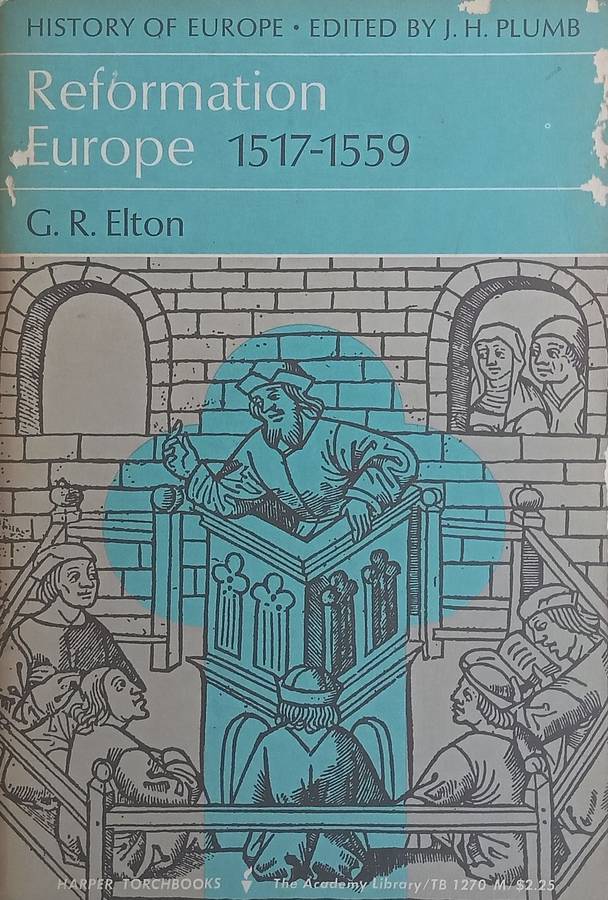 HISTORY OF EUROPE • EDITED BY J. H. PLUMB
Reformation
Europe 1517-1559
G. R. Elton
HARPER TORCHBOOKS The Academy Library/TB 1270 M/$2.25